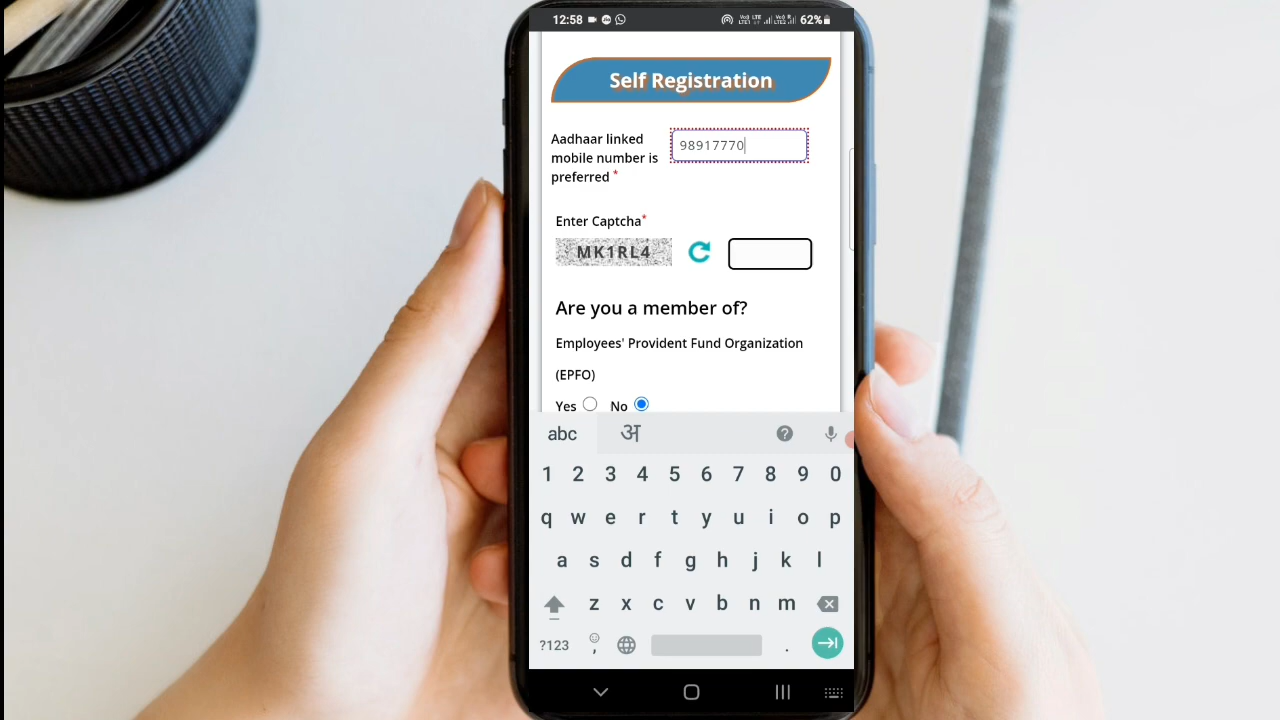 12:58
62%
Self Registration
Aadhaar linked
mobile number is
preferred *
98917770
Enter Captcha*
MK1RL4
Are you a member of?
Employees' Provident Fund Organization
(EPFO)
Yes No
abc अ
1 2 3 4 5 6 7 8 9 0
q w e r t y u i o p
a s d f g h j k l
z x c v b n m
?123 , .